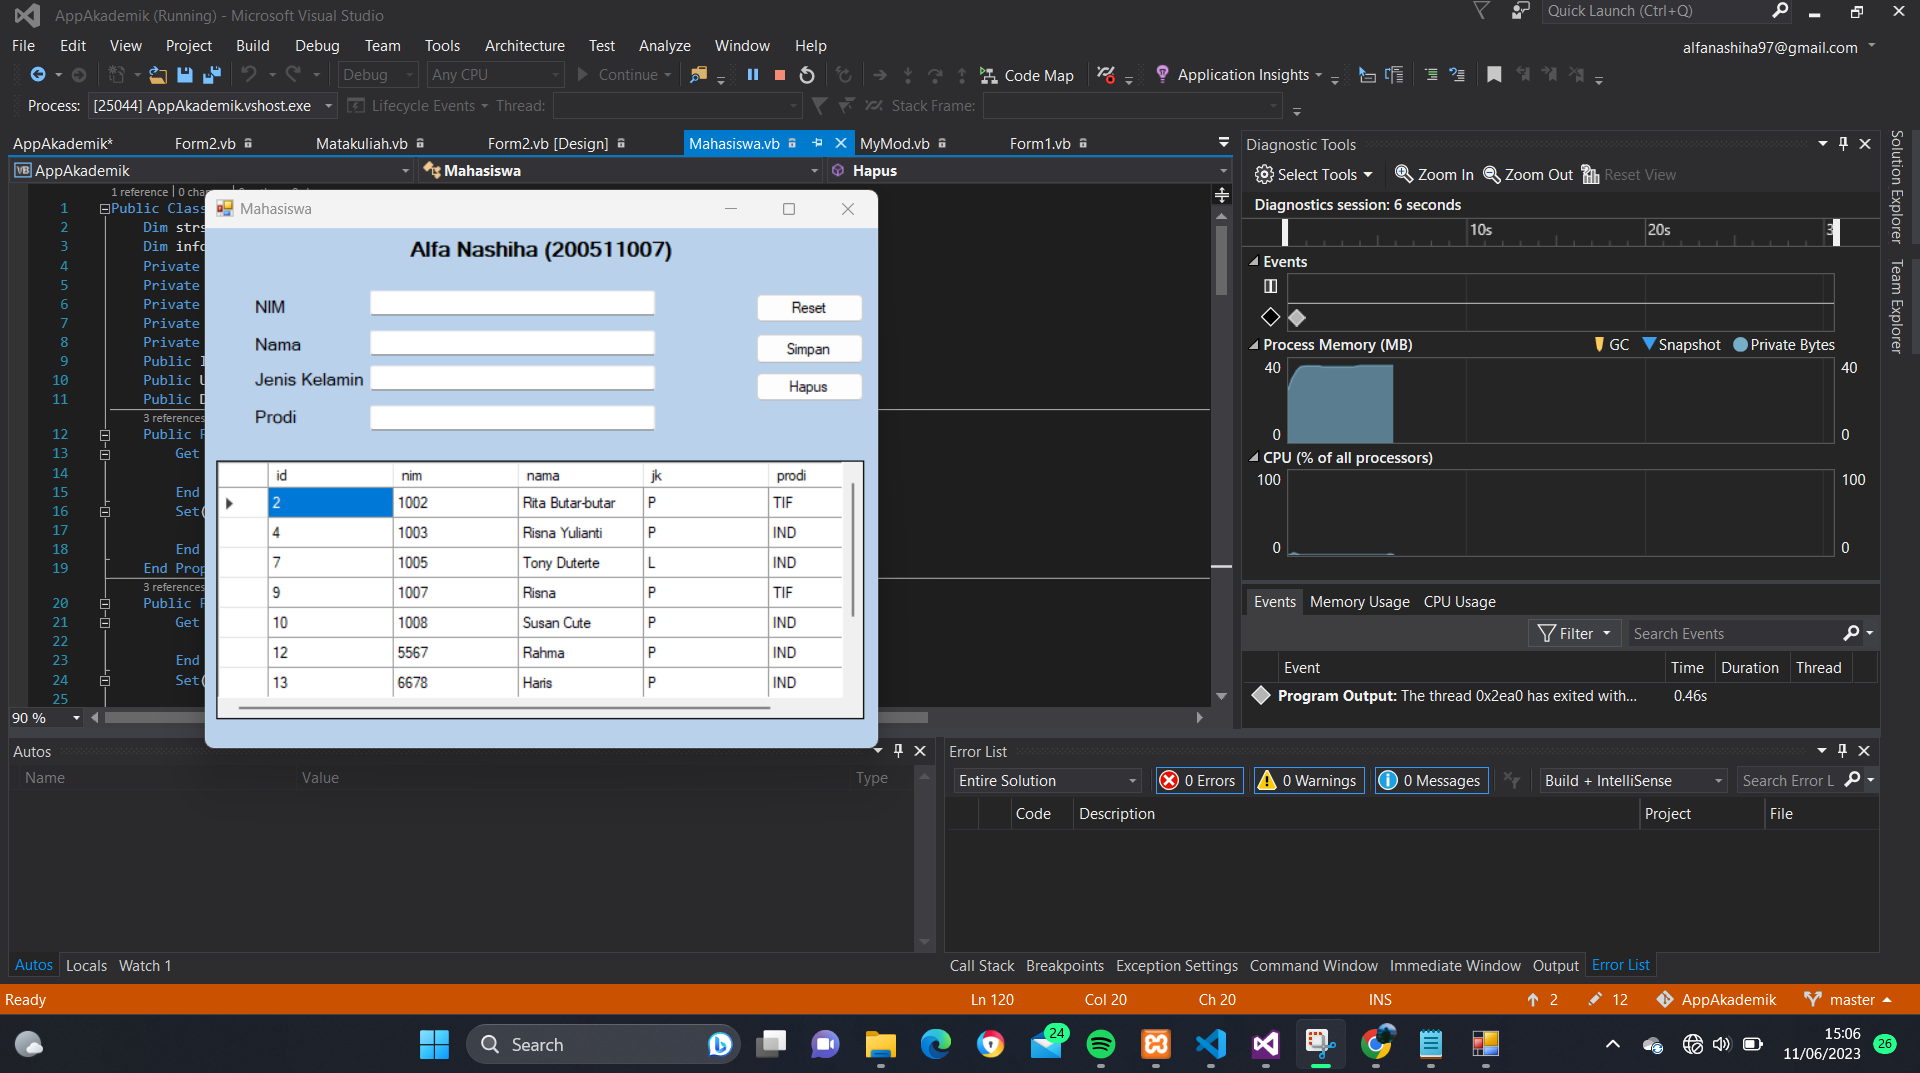 AppAkademik (Running) - Microsoft Visual Studio
Quick Launch (Ctrl+Q)
File Edit View Project Build Debug Team Tools Architecture Test Analyze Window Help
alfanashiha97@gmail.com
Debug Any CPU Continue Code Map Application Insights
Process: [25044] AppAkademik.vshost.exe Lifecycle Events Thread: Stack Frame:
AppAkademik* Form2.vb Matakuliah.vb Form2.vb [Design] Mahasiswa.vb MyMod.vb Form1.vb
AppAkademik Mahasiswa Hapus
1 reference | 0
1 Public Clas
2 Dim
3 Dim
4 Private
5 Private
6 Private
7 Private
8 Private
9 Public
10 Public
11 Public
3 references
12 Public
13 Get
14
15 End
16 Set(
17
18 End
19 End Prop
3 references
20 Public
21 Get
22
23 End
24 Set(
25
90 %
Mahasiswa
Alfa Nashiha (200511007)
NIM
Nama
Jenis Kelamin
Prodi
Reset
Simpan
Hapus
id nim nama jk prodi
2 1002 Rita Butar-butar P TIF
4 1003 Risna Yulianti P IND
7 1005 Tony Duterte L IND
9 1007 Risna P TIF
10 1008 Susan Cute P IND
12 5567 Rahma P IND
13 6678 Haris P IND
Diagnostic Tools
Select Tools Zoom In Zoom Out Reset View
Diagnostics session: 6 seconds
10s 20s 3
Events
Process Memory (MB) GC Snapshot Private Bytes
40 40
0 0
CPU (% of all processors)
100 100
0 0
Events Memory Usage CPU Usage
Filter Search Events
Event Time Duration Thread
Program Output: The thread 0x2ea0 has exited with... 0.46s
Solution Explorer
Team Explorer
Autos
Name Value Type
Autos Locals Watch 1
Error List
Entire Solution 0 Errors 0 Warnings 0 Messages Build + IntelliSense Search Error L
Code Description Project File
Call Stack Breakpoints Exception Settings Command Window Immediate Window Output Error List
Ready Ln 120 Col 20 Ch 20 INS 2 12 AppAkademik master
Search
24
15:06
11/06/2023
26